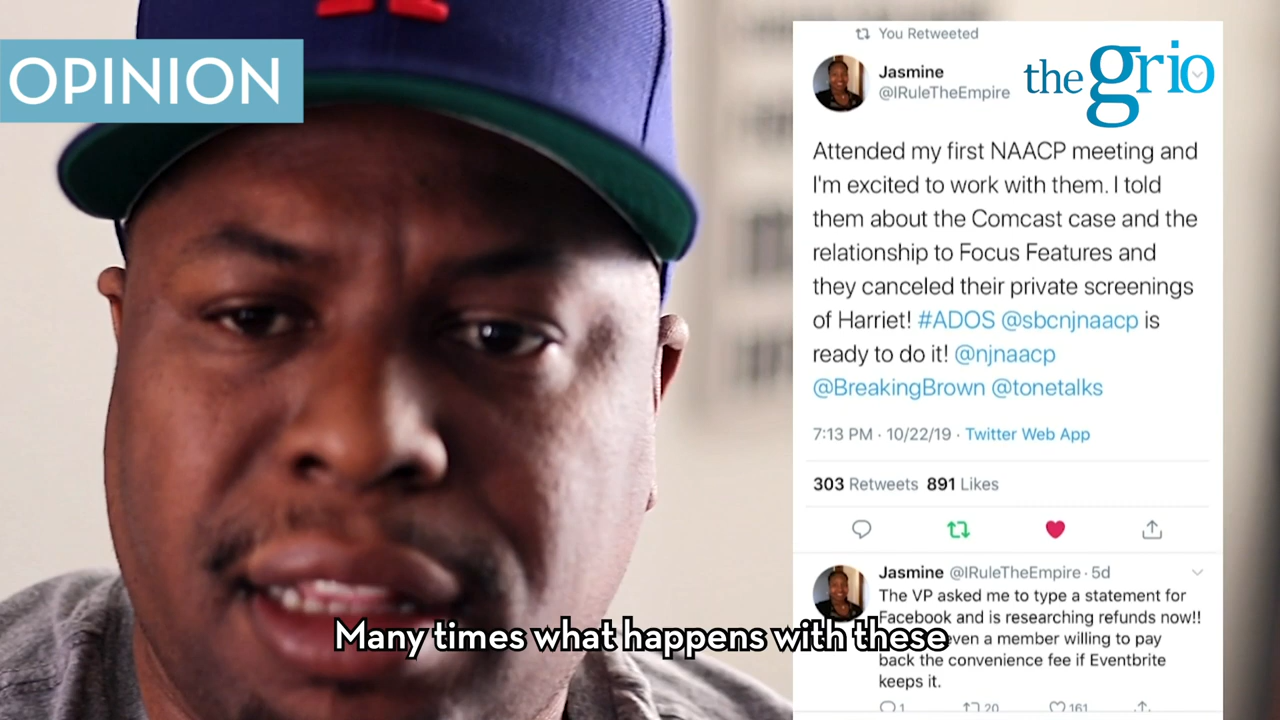 OPINION
the grio
You Retweeted
Jasmine
@IRuleTheEmpire
Attended my first NAACP meeting and
I'm excited to work with them. I told
them about the Comcast case and the
relationship to Focus Features and
they canceled their private screenings
of Harriet! #ADOS @sbcnjnaacp is
ready to do it! @njnaacp
@BreakingBrown @tonetalks
7:13 PM · 10/22/19 · Twitter Web App
303 Retweets 891 Likes
Jasmine @IRuleTheEmpire · 5d
The VP asked me to type a statement for
Facebook and is researching refunds now!!
even a member willing to pay
back the convenience fee if Eventbrite
keeps it.
1 20 161
Many times what happens with these